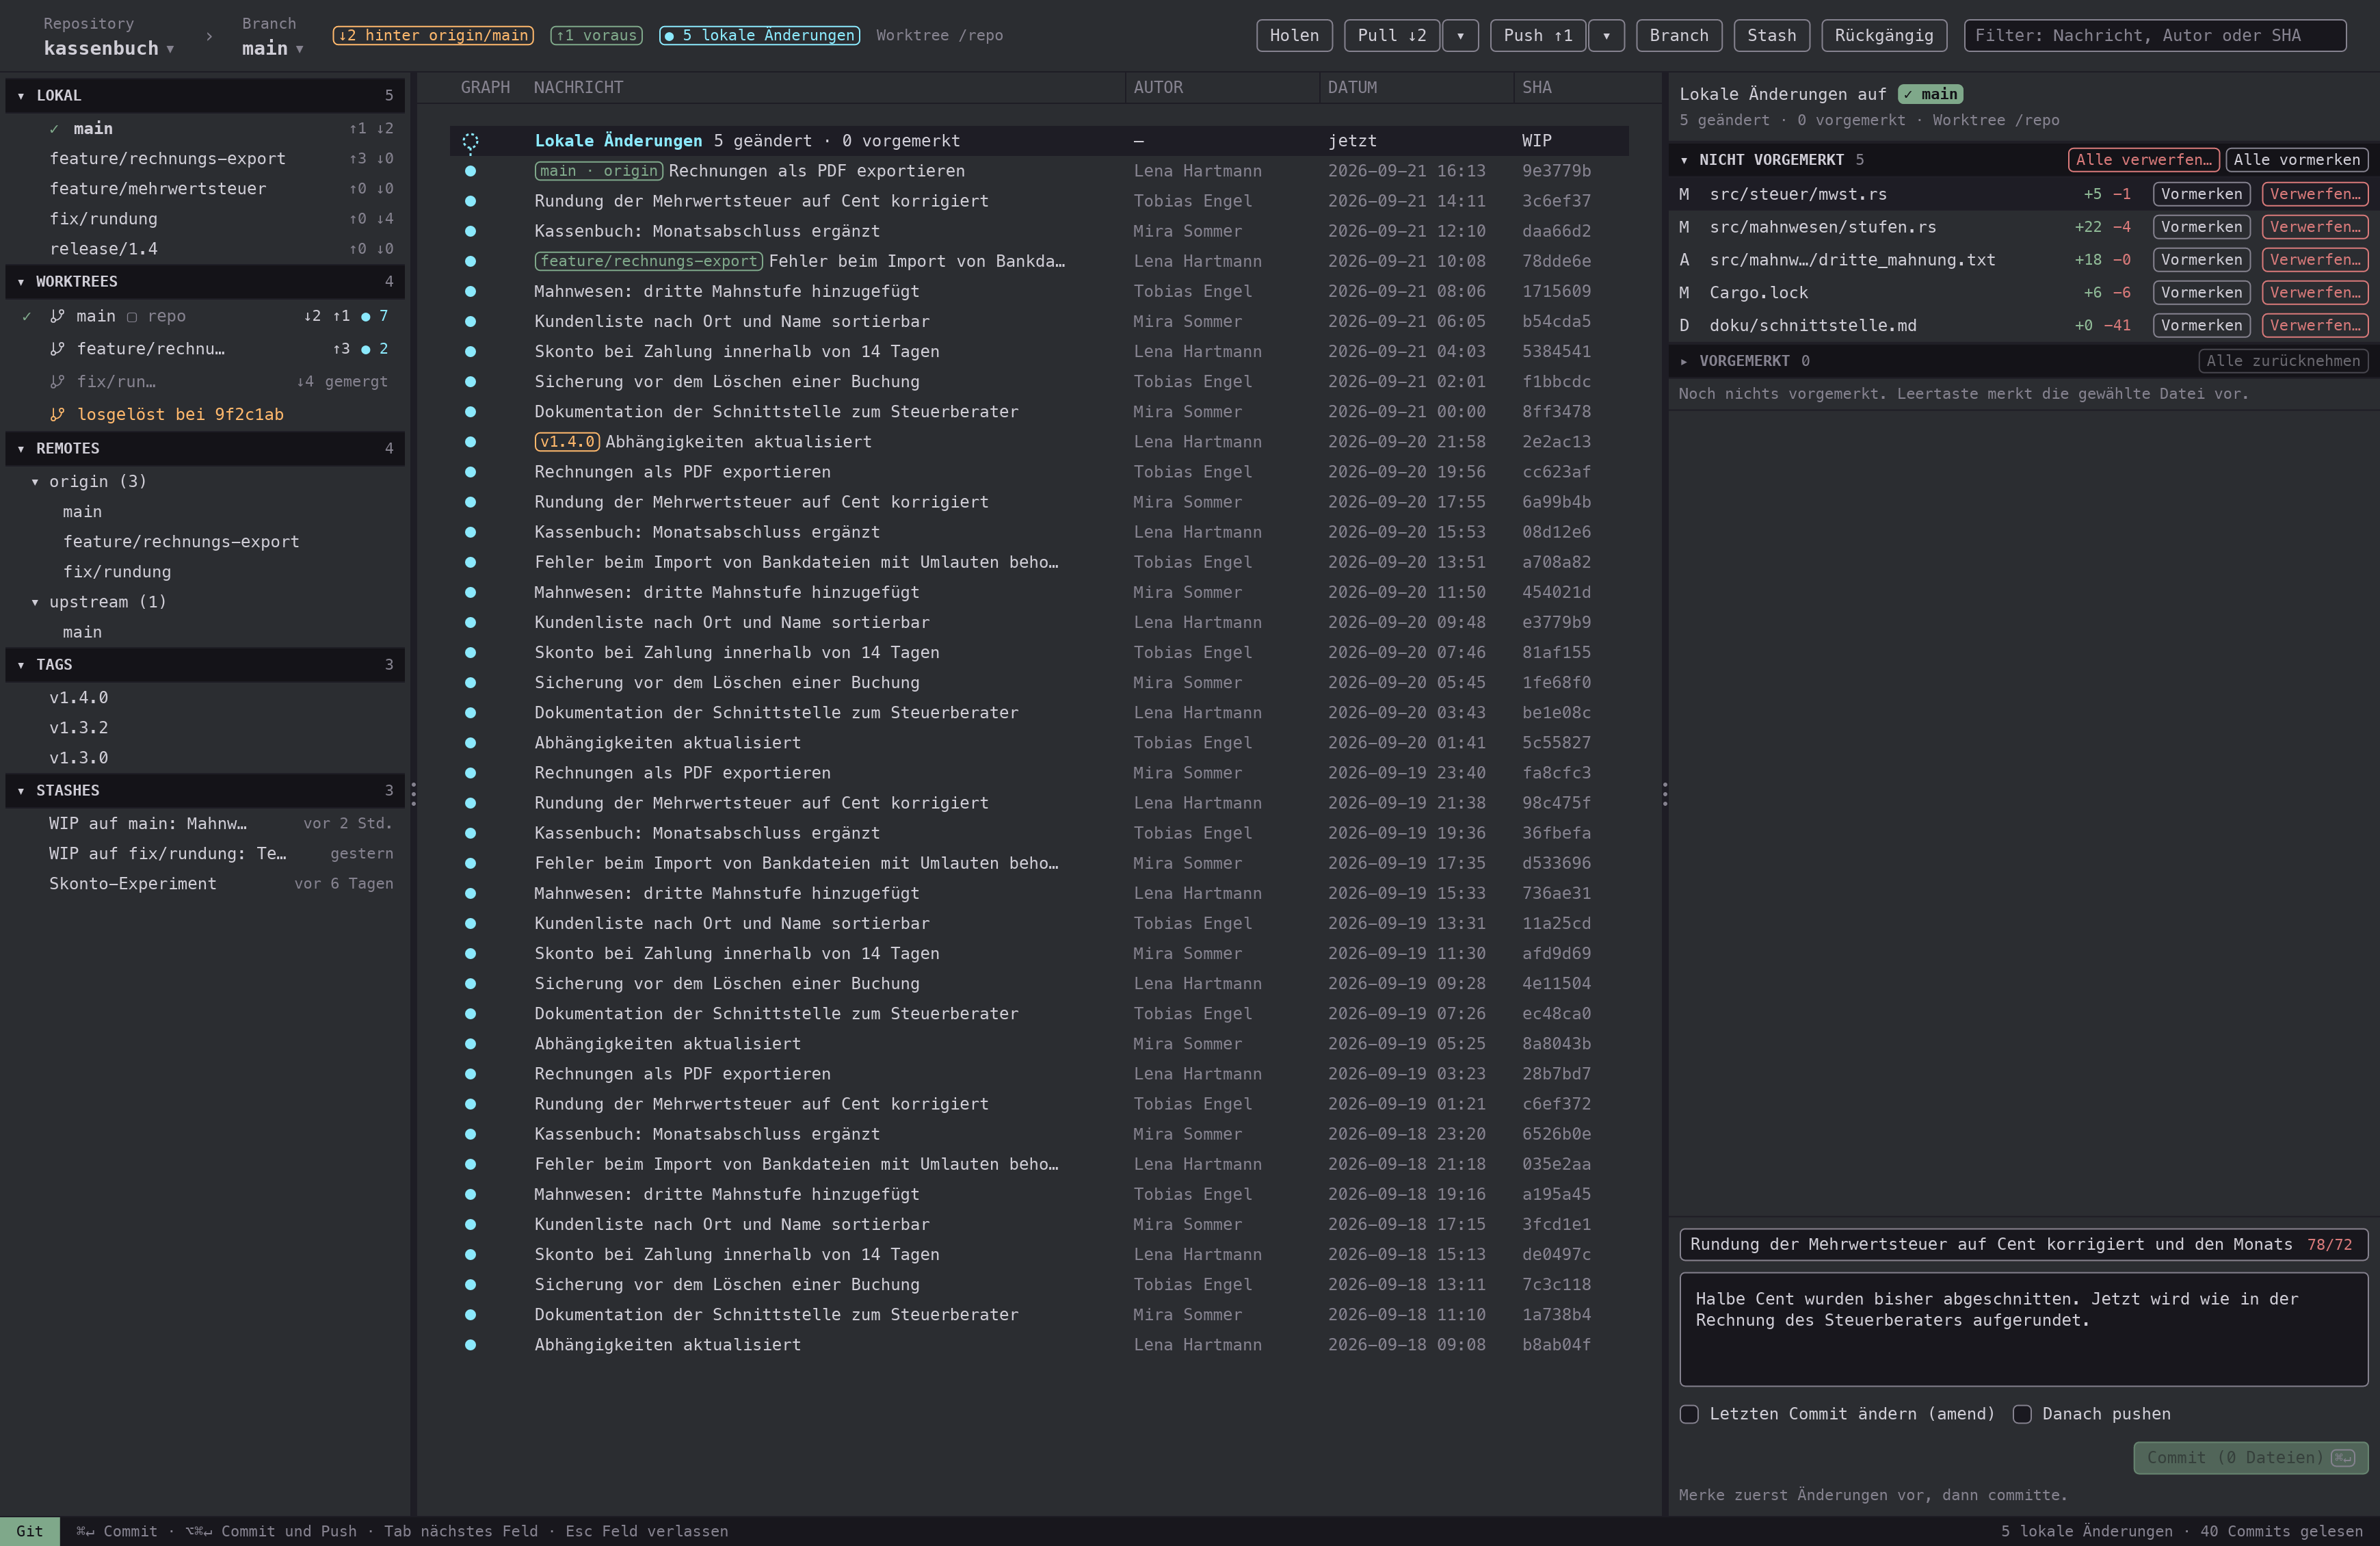 Repository
kassenbuch ▾
›
Branch
main ▾
↓2 hinter origin/main ↑1 voraus ● 5 lokale Änderungen Worktree /repo
Holen Pull ↓2 ▾ Push ↑1 ▾ Branch Stash Rückgängig Filter: Nachricht, Autor oder SHA
▾ LOKAL 5
✓ main ↑1 ↓2
feature/rechnungs-export ↑3 ↓0
feature/mehrwertsteuer ↑0 ↓0
fix/rundung ↑0 ↓4
release/1.4 ↑0 ↓0
▾ WORKTREES 4
✓ main ▢ repo ↓2 ↑1 ● 7
feature/rechnu… ↑3 ● 2
fix/run… ↓4 gemergt
losgelöst bei 9f2c1ab
▾ REMOTES 4
▾ origin (3)
main
feature/rechnungs-export
fix/rundung
▾ upstream (1)
main
▾ TAGS 3
v1.4.0
v1.3.2
v1.3.0
▾ STASHES 3
WIP auf main: Mahnw… vor 2 Std.
WIP auf fix/rundung: Te… gestern
Skonto-Experiment vor 6 Tagen
GRAPH NACHRICHT AUTOR DATUM SHA
Lokale Änderungen 5 geändert · 0 vorgemerkt — jetzt WIP
main · origin Rechnungen als PDF exportieren Lena Hartmann 2026-09-21 16:13 9e3779b
Rundung der Mehrwertsteuer auf Cent korrigiert Tobias Engel 2026-09-21 14:11 3c6ef37
Kassenbuch: Monatsabschluss ergänzt Mira Sommer 2026-09-21 12:10 daa66d2
feature/rechnungs-export Fehler beim Import von Bankda… Lena Hartmann 2026-09-21 10:08 78dde6e
Mahnwesen: dritte Mahnstufe hinzugefügt Tobias Engel 2026-09-21 08:06 1715609
Kundenliste nach Ort und Name sortierbar Mira Sommer 2026-09-21 06:05 b54cda5
Skonto bei Zahlung innerhalb von 14 Tagen Lena Hartmann 2026-09-21 04:03 5384541
Sicherung vor dem Löschen einer Buchung Tobias Engel 2026-09-21 02:01 f1bbcdc
Dokumentation der Schnittstelle zum Steuerberater Mira Sommer 2026-09-21 00:00 8ff3478
v1.4.0 Abhängigkeiten aktualisiert Lena Hartmann 2026-09-20 21:58 2e2ac13
Rechnungen als PDF exportieren Tobias Engel 2026-09-20 19:56 cc623af
Rundung der Mehrwertsteuer auf Cent korrigiert Mira Sommer 2026-09-20 17:55 6a99b4b
Kassenbuch: Monatsabschluss ergänzt Lena Hartmann 2026-09-20 15:53 08d12e6
Fehler beim Import von Bankdateien mit Umlauten beho… Tobias Engel 2026-09-20 13:51 a708a82
Mahnwesen: dritte Mahnstufe hinzugefügt Mira Sommer 2026-09-20 11:50 454021d
Kundenliste nach Ort und Name sortierbar Lena Hartmann 2026-09-20 09:48 e3779b9
Skonto bei Zahlung innerhalb von 14 Tagen Tobias Engel 2026-09-20 07:46 81af155
Sicherung vor dem Löschen einer Buchung Mira Sommer 2026-09-20 05:45 1fe68f0
Dokumentation der Schnittstelle zum Steuerberater Lena Hartmann 2026-09-20 03:43 be1e08c
Abhängigkeiten aktualisiert Tobias Engel 2026-09-20 01:41 5c55827
Rechnungen als PDF exportieren Mira Sommer 2026-09-19 23:40 fa8cfc3
Rundung der Mehrwertsteuer auf Cent korrigiert Lena Hartmann 2026-09-19 21:38 98c475f
Kassenbuch: Monatsabschluss ergänzt Tobias Engel 2026-09-19 19:36 36fbefa
Fehler beim Import von Bankdateien mit Umlauten beho… Mira Sommer 2026-09-19 17:35 d533696
Mahnwesen: dritte Mahnstufe hinzugefügt Lena Hartmann 2026-09-19 15:33 736ae31
Kundenliste nach Ort und Name sortierbar Tobias Engel 2026-09-19 13:31 11a25cd
Skonto bei Zahlung innerhalb von 14 Tagen Mira Sommer 2026-09-19 11:30 afd9d69
Sicherung vor dem Löschen einer Buchung Lena Hartmann 2026-09-19 09:28 4e11504
Dokumentation der Schnittstelle zum Steuerberater Tobias Engel 2026-09-19 07:26 ec48ca0
Abhängigkeiten aktualisiert Mira Sommer 2026-09-19 05:25 8a8043b
Rechnungen als PDF exportieren Lena Hartmann 2026-09-19 03:23 28b7bd7
Rundung der Mehrwertsteuer auf Cent korrigiert Tobias Engel 2026-09-19 01:21 c6ef372
Kassenbuch: Monatsabschluss ergänzt Mira Sommer 2026-09-18 23:20 6526b0e
Fehler beim Import von Bankdateien mit Umlauten beho… Lena Hartmann 2026-09-18 21:18 035e2aa
Mahnwesen: dritte Mahnstufe hinzugefügt Tobias Engel 2026-09-18 19:16 a195a45
Kundenliste nach Ort und Name sortierbar Mira Sommer 2026-09-18 17:15 3fcd1e1
Skonto bei Zahlung innerhalb von 14 Tagen Lena Hartmann 2026-09-18 15:13 de0497c
Sicherung vor dem Löschen einer Buchung Tobias Engel 2026-09-18 13:11 7c3c118
Dokumentation der Schnittstelle zum Steuerberater Mira Sommer 2026-09-18 11:10 1a738b4
Abhängigkeiten aktualisiert Lena Hartmann 2026-09-18 09:08 b8ab04f
Lokale Änderungen auf ✓ main
5 geändert · 0 vorgemerkt · Worktree /repo
▾ NICHT VORGEMERKT 5 Alle verwerfen… Alle vormerken
M src/steuer/mwst.rs +5 −1 Vormerken Verwerfen…
M src/mahnwesen/stufen.rs +22 −4 Vormerken Verwerfen…
A src/mahnw…/dritte_mahnung.txt +18 −0 Vormerken Verwerfen…
M Cargo.lock +6 −6 Vormerken Verwerfen…
D doku/schnittstelle.md +0 −41 Vormerken Verwerfen…
▸ VORGEMERKT 0 Alle zurücknehmen
Noch nichts vorgemerkt. Leertaste merkt die gewählte Datei vor.
Rundung der Mehrwertsteuer auf Cent korrigiert und den Monats 78/72
Halbe Cent wurden bisher abgeschnitten. Jetzt wird wie in der
Rechnung des Steuerberaters aufgerundet.
Letzten Commit ändern (amend) Danach pushen
Commit (0 Dateien) ⌘↵
Merke zuerst Änderungen vor, dann committe.
Git ⌘↵ Commit · ⌥⌘↵ Commit und Push · Tab nächstes Feld · Esc Feld verlassen 5 lokale Änderungen · 40 Commits gelesen